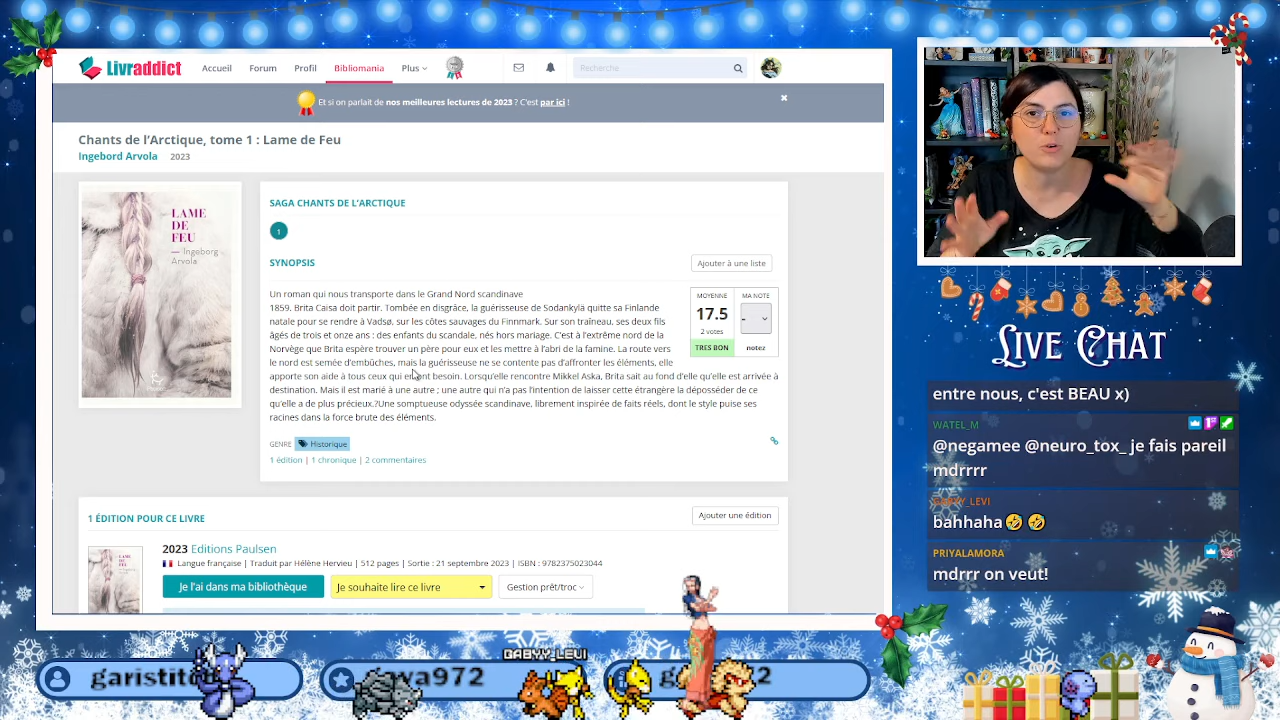 Livraddict
Accueil
Forum
Profil
Bibliomania
Plus
Recherche...
Et si on parlait de nos meilleures lectures de 2023 ? C'est par ici !
Chants de l'Arctique, tome 1 : Lame de Feu
Ingebord Arvola 2023
LAME
DE
FEU
— Ingeborg
Arvola
SAGA CHANTS DE L'ARCTIQUE
1
SYNOPSIS
Ajouter à une liste
Un roman qui nous transporte dans le Grand Nord scandinave
1859. Brita Caisa doit partir. Tombée en disgrâce, la guérisseuse de Sodankylä quitte sa Finlande
natale pour se rendre à Vadsø, sur les côtes sauvages du Finnmark. Sur son traîneau, ses deux fils
âgés de onze et trois ans : des enfants du scandale, nés hors mariage. C'est à l'extrême nord de la
Norvège que Brita espère trouver un père pour eux et les mettre à l'abri de la famine. La route vers
le nord est semée d'embûches, mais la guérisseuse ne se contente pas d'affronter les éléments, elle
apporte son aide à tous ceux qui en ont besoin. Lorsqu'elle rencontre Mikkel Aska, Brita sait au fond d'elle qu'elle est arrivée à
destination. Mais il est marié à une autre ; une autre qui n'a pas l'intention de laisser cette étrangère la déposséder de ce
qu'elle a de plus précieux.?Une somptueuse odyssée scandinave, librement inspirée de faits réels, dont le style puise ses
racines dans la force brute des éléments.
MOYENNE
17.5
2 votes
TRES BON
MA NOTE
-
notez
GENRE Historique
1 édition | 1 chronique | 2 commentaires
1 ÉDITION POUR CE LIVRE
Ajouter une édition
2023 Editions Paulsen
Langue française | Traduit par Hélène Hervieu | 512 pages | Sortie : 21 septembre 2023 | ISBN : 9782375023044
Je l'ai dans ma bibliothèque
Je souhaite lire ce livre
Gestion prêt/troc
LIVE CHAT
entre nous, c'est BEAU x)
WATEL_M
@negamee @neuro_tox_ je fais pareil
mdrrrr
GABYY_LEVI
bahhaha
PRIYALAMORA
mdrrr on veut!
GABYY_LEVI